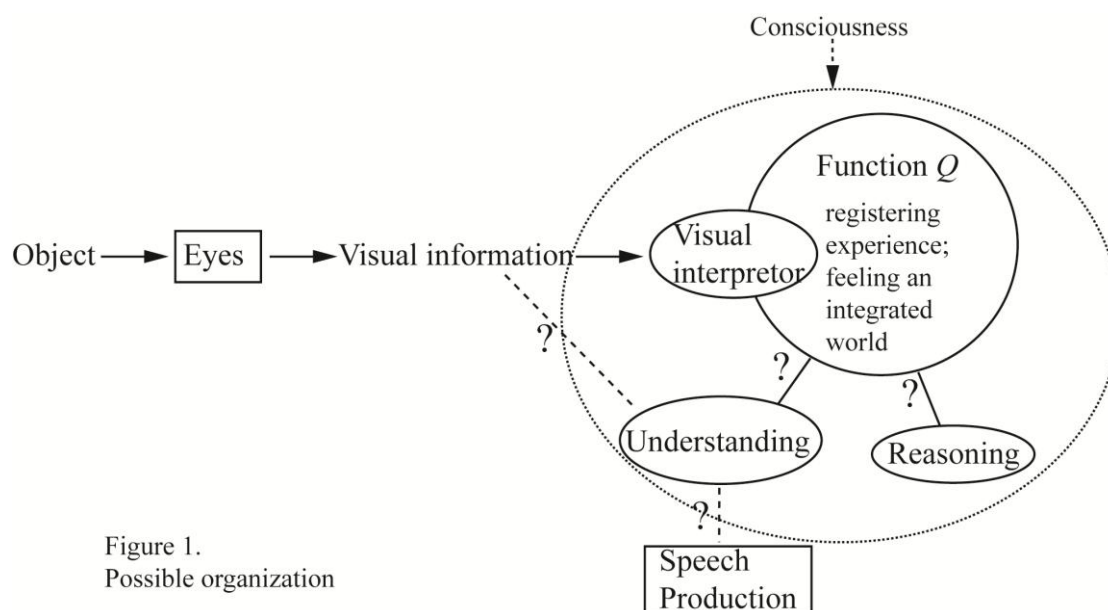 Consciousness
Function Q
registering
experience;
feeling an
integrated
world
Object
Eyes
Visual information
Visual
interpretor
?
?
?
Understanding
Reasoning
?
Speech
Production
Figure 1.
Possible organization